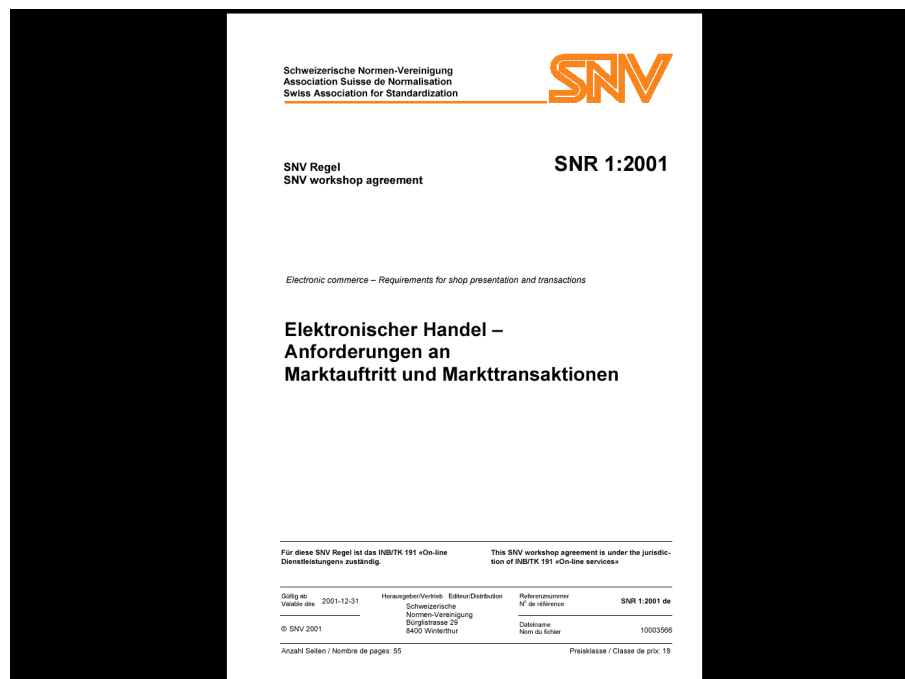 Schweizerische Normen-Vereinigung
Association Suisse de Normalisation
Swiss Association for Standardization
SNV
SNV Regel
SNV workshop agreement
SNR 1:2001
Electronic commerce – Requirements for shop presentation and transactions
Elektronischer Handel –
Anforderungen an
Marktauftritt und Markttransaktionen
Für diese SNV Regel ist das INB/TK 191 «On-line
Dienstleistungen» zuständig.
This SNV workshop agreement is under the jurisdic-
tion of INB/TK 191 «On-line services»
Gültig ab
Valable dès
2001-12-31
© SNV 2001
Herausgeber/Vertrieb Editeur/Distribution
Schweizerische
Normen-Vereinigung
Bürglistrasse 29
8400 Winterthur
Referenznummer
N° de référence
SNR 1:2001 de
Dateiname
Nom du fichier
10003566
Anzahl Seiten / Nombre de pages: 55
Preisklasse / Classe de prix: 18